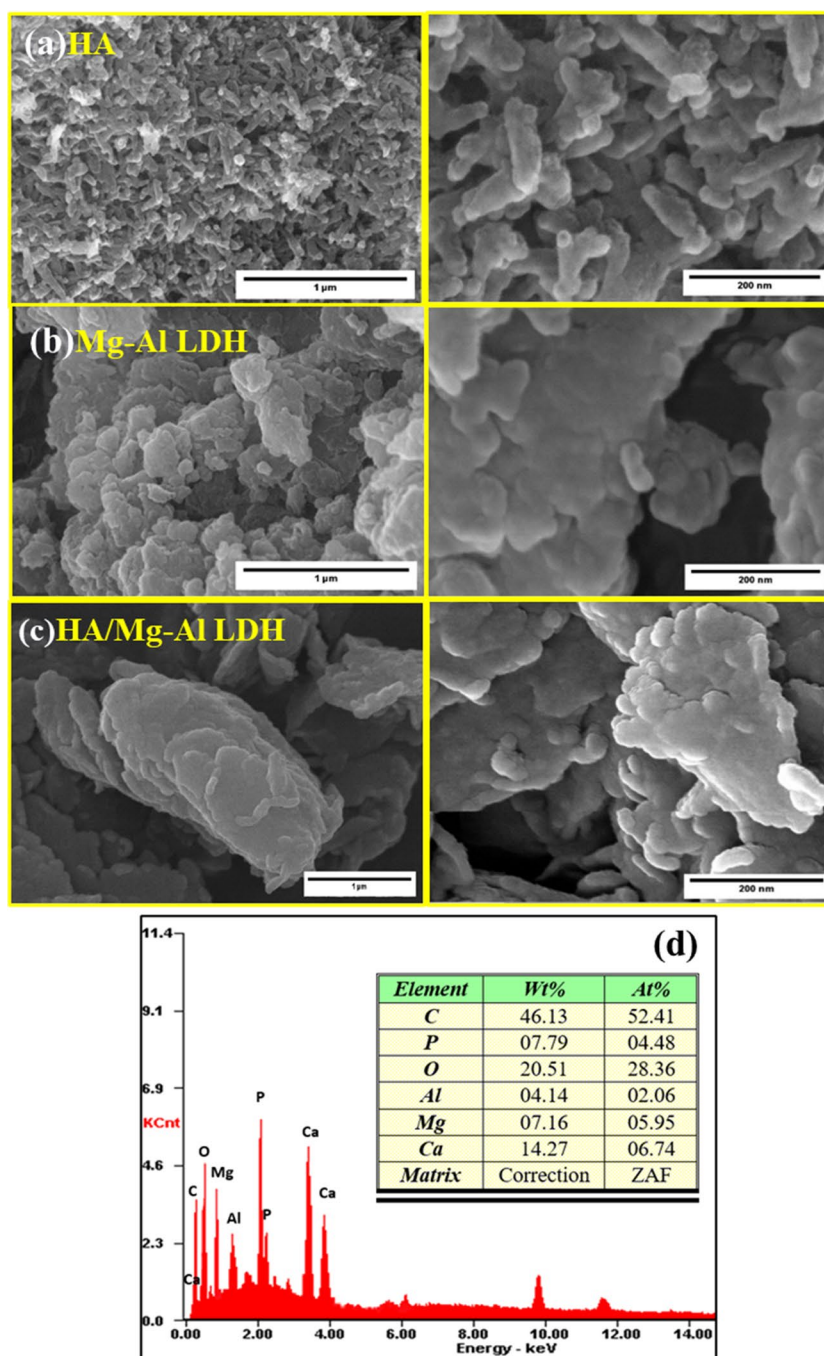 (a)HA
1 µm
200 nm
(b)Mg-Al LDH
1 µm
200 nm
(c)HA/Mg-Al LDH
1µm
200 nm
(d)
11.4
9.1
6.9
KCnt
4.6
2.3
0.0
Element Wt% At%
C 46.13 52.41
P 07.79 04.48
O 20.51 28.36
Al 04.14 02.06
Mg 07.16 05.95
Ca 14.27 06.74
Matrix Correction ZAF
P
Ca
O
Mg
C
Ca
Al
P
Ca
0.00 2.00 4.00 6.00 8.00 10.00 12.00 14.00
Energy - keV